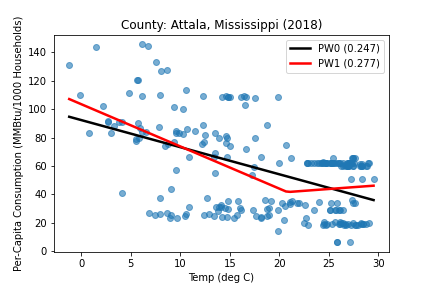 County: Attala, Mississippi (2018)
PW0 (0.247)
PW1 (0.277)
Per-Capita Consumption (MMBtu/1000 Households)
140
120
100
80
60
40
20
0
0 5 10 15 20 25 30
Temp (deg C)